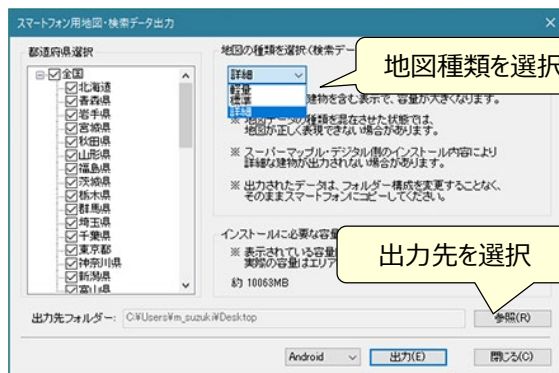 スマートフォン用地図・検索データ出力
都道府県選択
全国
北海道
青森県
岩手県
宮城県
秋田県
山形県
福島県
茨城県
栃木県
群馬県
埼玉県
千葉県
東京都
神奈川県
新潟県
富山県
地図の種類を選択(検索デー
地図種類を選択
詳細
軽量
標準
詳細
建物を含む表示で、容量が大きくなります。
※ 地図データの種類を混在させた状態では、
地図が正しく表現できない場合があります。
※ スーパーマップル・デジタル側のインストール内容により
詳細な建物が出力されない場合があります。
※ 出力されたデータは、フォルダー構成を変更することなく、
そのままスマートフォンにコピーしてください。
インストールに必要な容量
※ 表示されている容量
実際の容量はエリア
約 10063MB
出力先を選択
出力先フォルダー: C:¥Users¥m_suzuki¥Desktop
参照(R)
Android
出力(E)
閉じる(C)